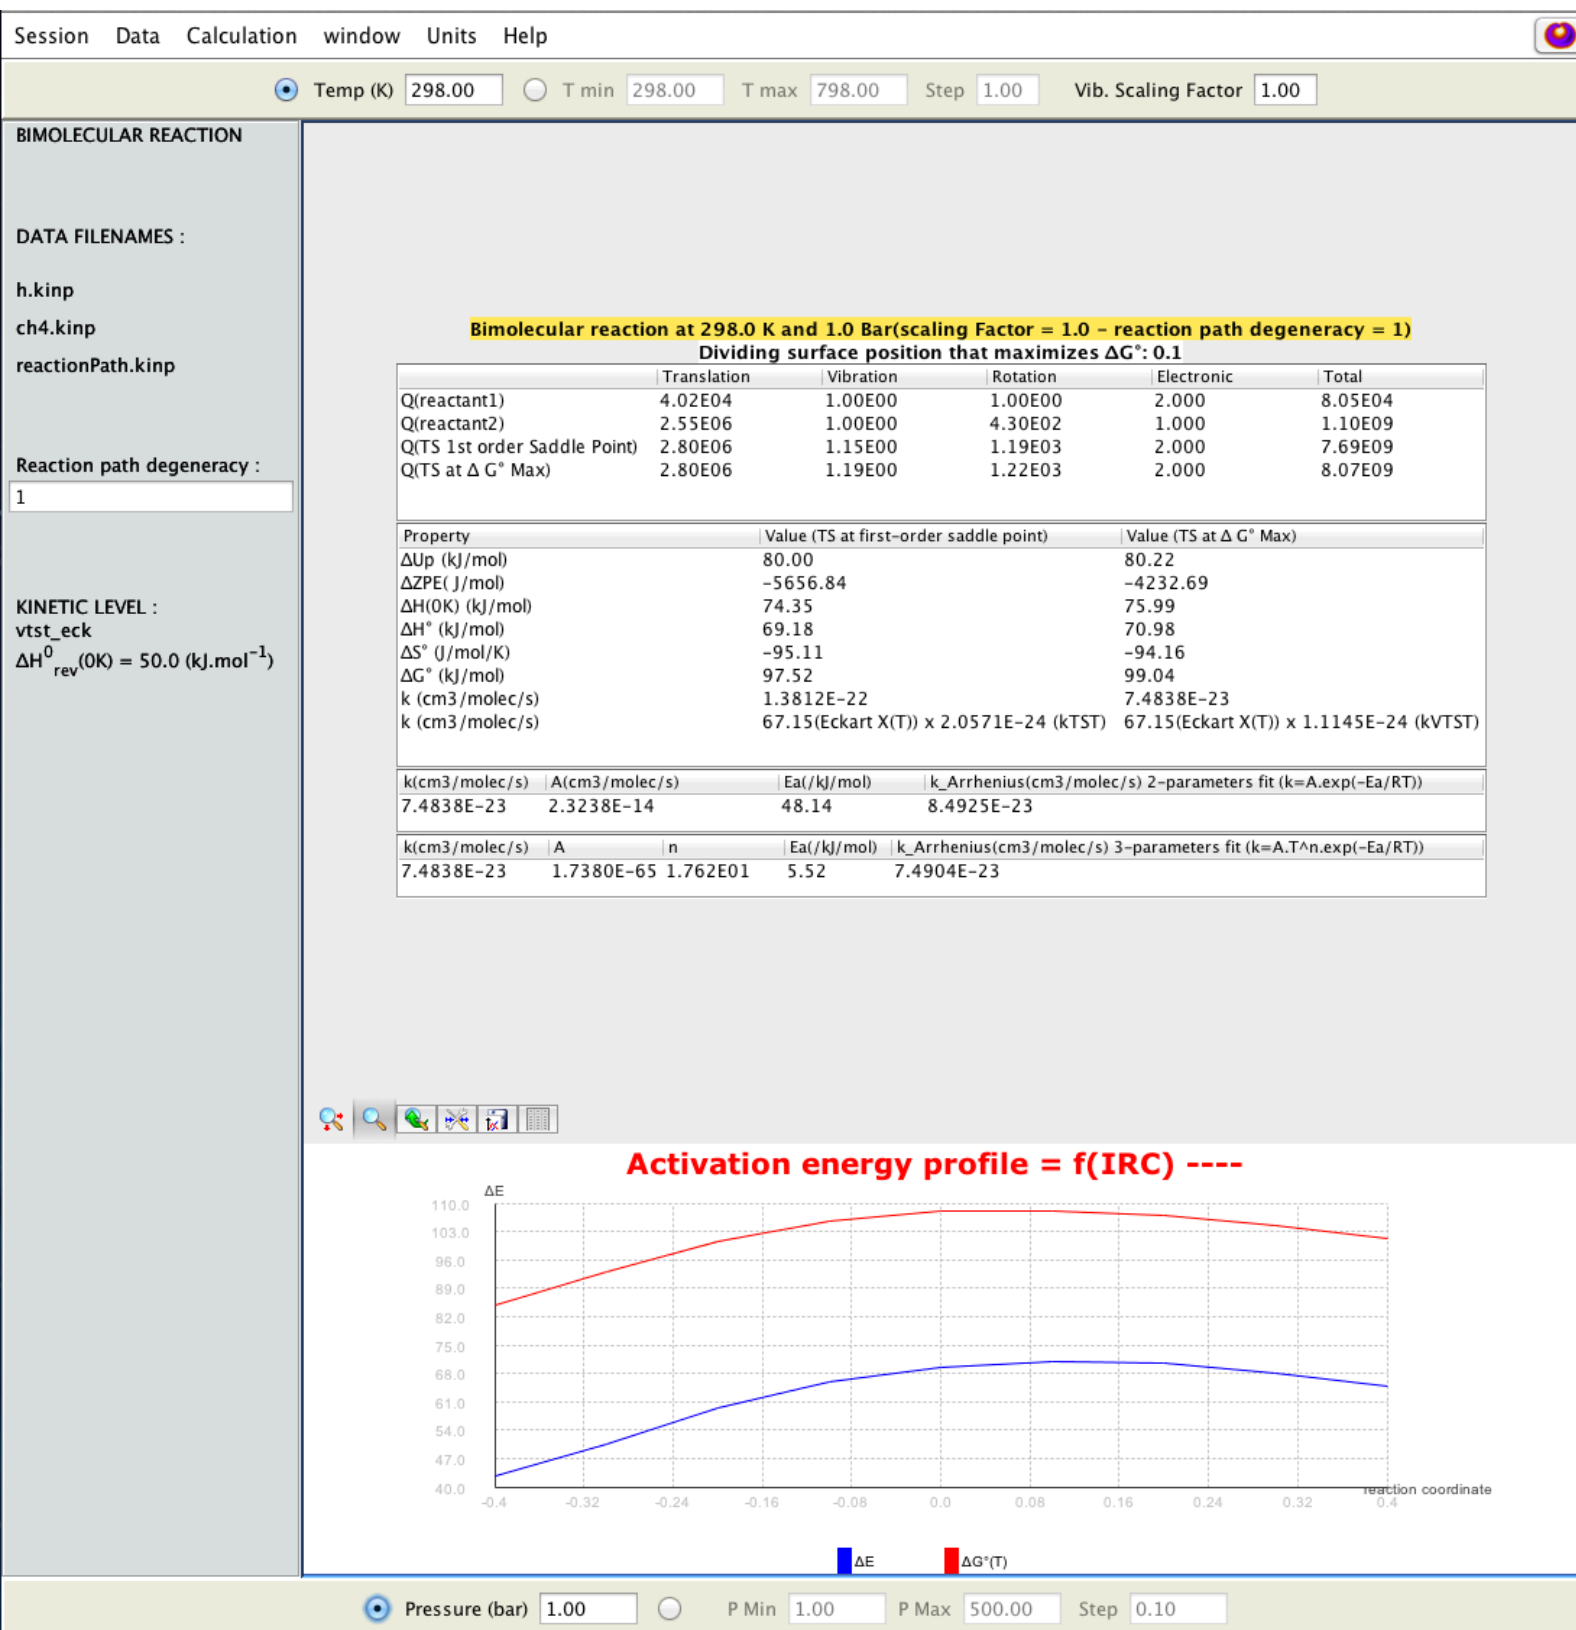 Session Data Calculation window Units Help
Temp (K) 298.00 T min 298.00 T max 798.00 Step 1.00 Vib. Scaling Factor 1.00
BIMOLECULAR REACTION
DATA FILENAMES :
h.kinp
ch4.kinp
reactionPath.kinp
Reaction path degeneracy :
1
KINETIC LEVEL :
vtst_eck
ΔH⁰rev(0K) = 50.0 (kJ.mol⁻¹)
Bimolecular reaction at 298.0 K and 1.0 Bar(scaling Factor = 1.0 - reaction path degeneracy = 1)
Dividing surface position that maximizes ΔG°: 0.1
Translation Vibration Rotation Electronic Total
Q(reactant1) 4.02E04 1.00E00 1.00E00 2.000 8.05E04
Q(reactant2) 2.55E06 1.00E00 4.30E02 1.000 1.10E09
Q(TS 1st order Saddle Point) 2.80E06 1.15E00 1.19E03 2.000 7.69E09
Q(TS at Δ G° Max) 2.80E06 1.19E00 1.22E03 2.000 8.07E09
Property Value (TS at first-order saddle point) Value (TS at Δ G° Max)
ΔUp (kJ/mol) 80.00 80.22
ΔZPE( J/mol) -5656.84 -4232.69
ΔH(0K) (kJ/mol) 74.35 75.99
ΔH° (kJ/mol) 69.18 70.98
ΔS° (J/mol/K) -95.11 -94.16
ΔG° (kJ/mol) 97.52 99.04
k (cm3/molec/s) 1.3812E-22 7.4838E-23
k (cm3/molec/s) 67.15(Eckart X(T)) x 2.0571E-24 (kTST) 67.15(Eckart X(T)) x 1.1145E-24 (kVTST)
k(cm3/molec/s) A(cm3/molec/s) Ea(/kJ/mol) k_Arrhenius(cm3/molec/s) 2-parameters fit (k=A.exp(-Ea/RT))
7.4838E-23 2.3238E-14 48.14 8.4925E-23
k(cm3/molec/s) A n Ea(/kJ/mol) k_Arrhenius(cm3/molec/s) 3-parameters fit (k=A.T^n.exp(-Ea/RT))
7.4838E-23 1.7380E-65 1.762E01 5.52 7.4904E-23
Activation energy profile = f(IRC) ----
ΔE
110.0
103.0
96.0
89.0
82.0
75.0
68.0
61.0
54.0
47.0
40.0
-0.4 -0.32 -0.24 -0.16 -0.08 0.0 0.08 0.16 0.24 0.32 0.4
reaction coordinate
ΔE ΔG°(T)
Pressure (bar) 1.00 P Min 1.00 P Max 500.00 Step 0.10